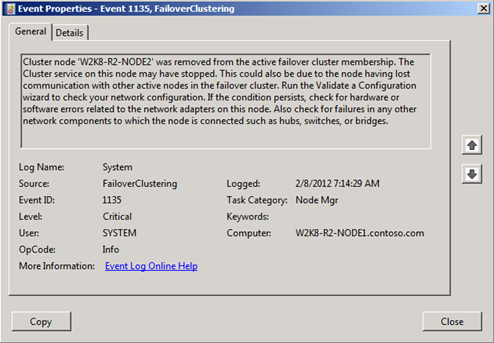 Event Properties - Event 1135, FailoverClustering
General
Details
Cluster node 'W2K8-R2-NODE2' was removed from the active failover cluster membership. The
Cluster service on this node may have stopped. This could also be due to the node having lost
communication with other active nodes in the failover cluster. Run the Validate a Configuration
wizard to check your network configuration. If the condition persists, check for hardware or
software errors related to the network adapters on this node. Also check for failures in any other
network components to which the node is connected such as hubs, switches, or bridges.
Log Name: System
Source: FailoverClustering Logged: 2/8/2012 7:14:29 AM
Event ID: 1135 Task Category: Node Mgr
Level: Critical Keywords:
User: SYSTEM Computer: W2K8-R2-NODE1.contoso.com
OpCode: Info
More Information: Event Log Online Help
Copy Close